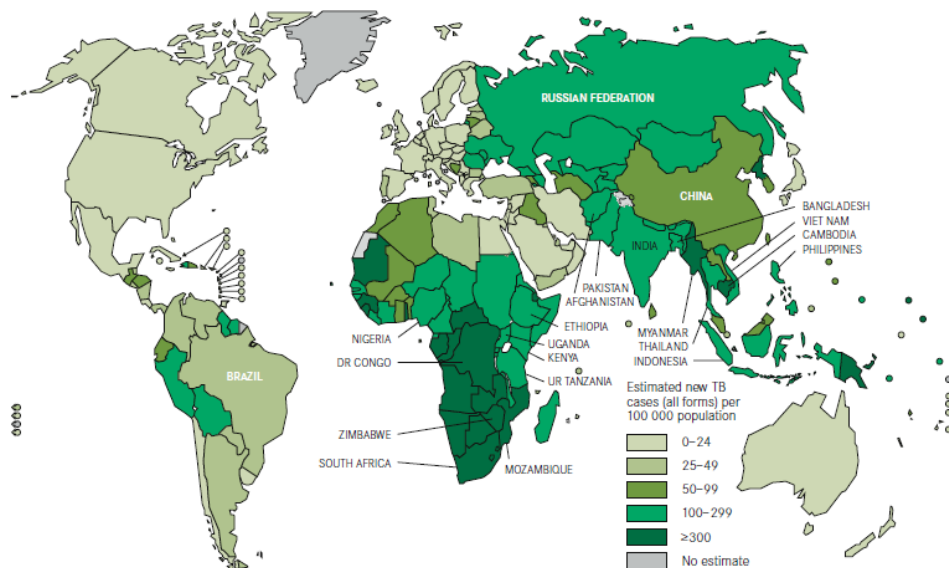 RUSSIAN FEDERATION
CHINA
BANGLADESH
VIET NAM
CAMBODIA
PHILIPPINES
INDIA
PAKISTAN
AFGHANISTAN
MYANMAR
THAILAND
INDONESIA
NIGERIA
ETHIOPIA
UGANDA
KENYA
DR CONGO
UR TANZANIA
BRAZIL
ZIMBABWE
SOUTH AFRICA
MOZAMBIQUE
Estimated new TB
cases (all forms) per
100 000 population
0–24
25–49
50–99
100–299
≥300
No estimate